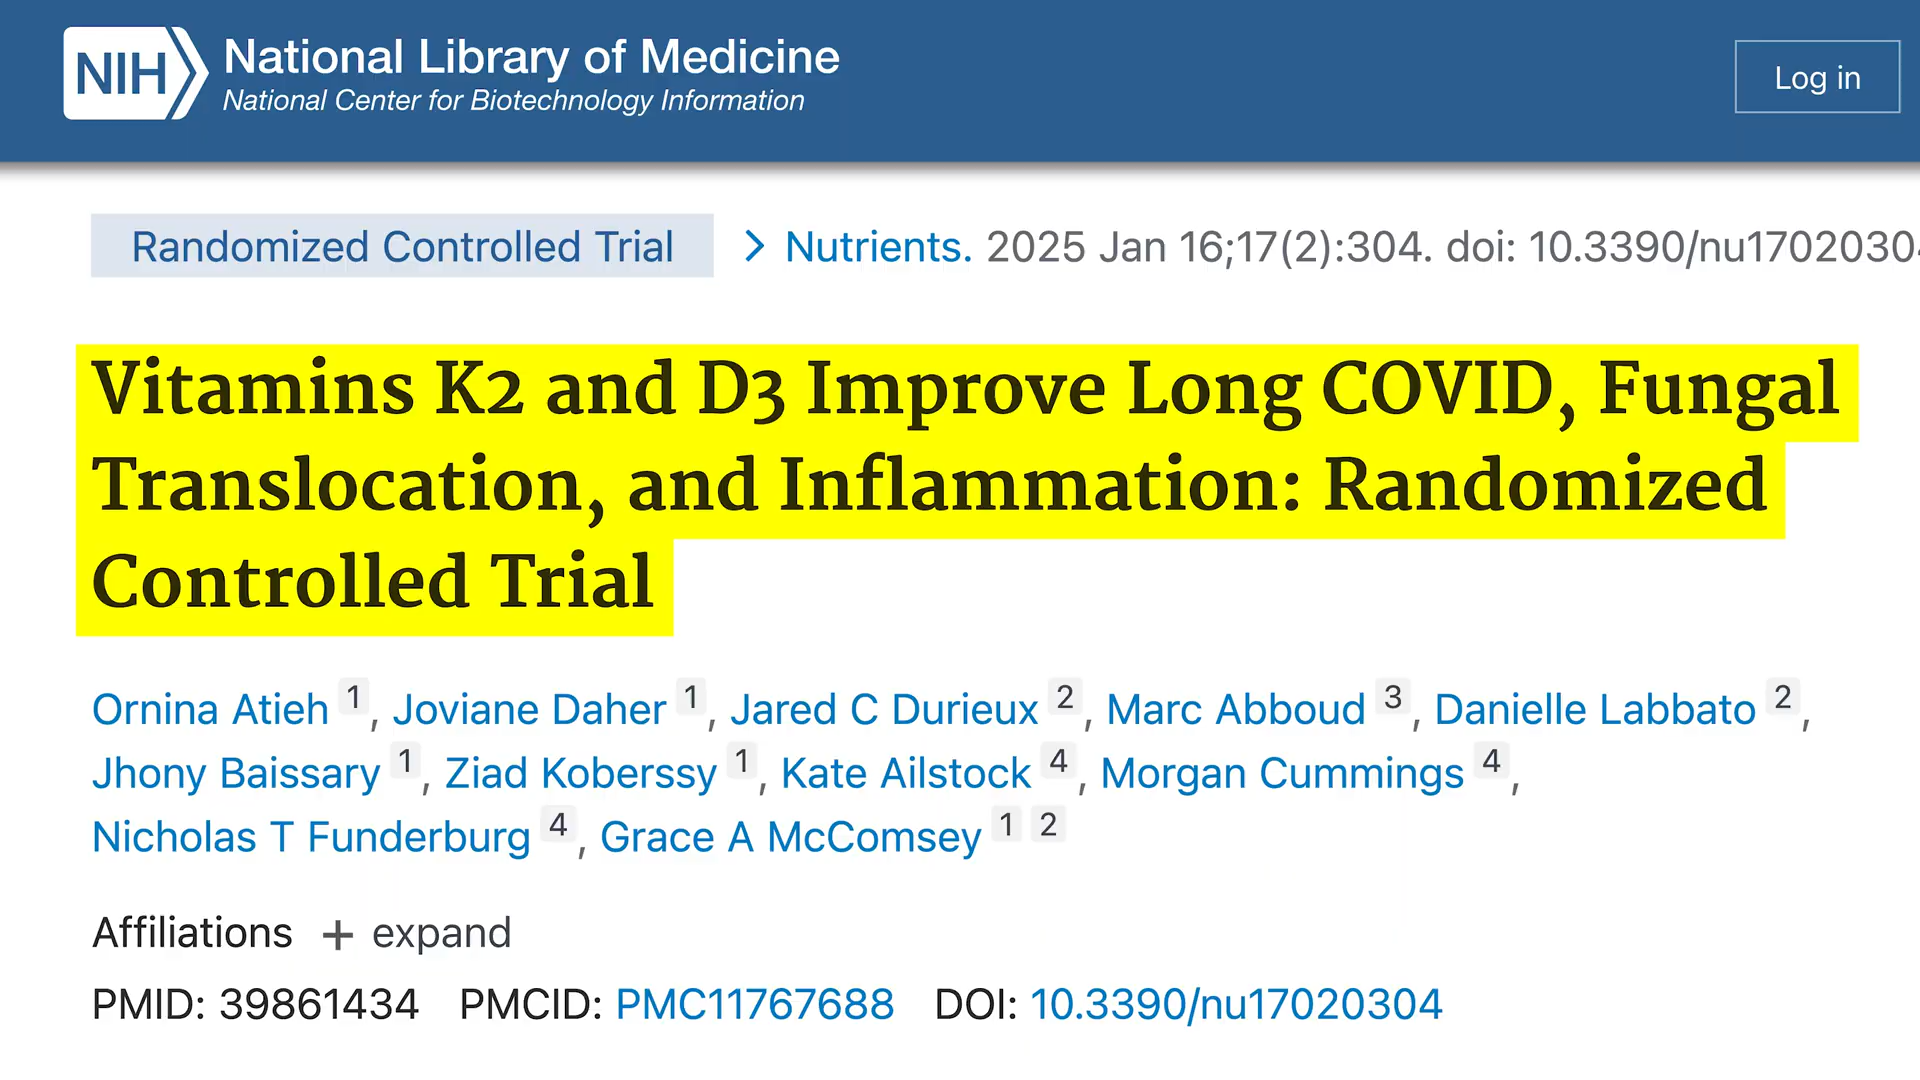 NIH National Library of Medicine
National Center for Biotechnology Information
Log in
Randomized Controlled Trial > Nutrients. 2025 Jan 16;17(2):304. doi: 10.3390/nu1702030
Vitamins K2 and D3 Improve Long COVID, Fungal
Translocation, and Inflammation: Randomized
Controlled Trial
Ornina Atieh 1, Joviane Daher 1, Jared C Durieux 2, Marc Abboud 3, Danielle Labbato 2,
Jhony Baissary 1, Ziad Koberssy 1, Kate Ailstock 4, Morgan Cummings 4,
Nicholas T Funderburg 4, Grace A McComsey 1 2
Affiliations + expand
PMID: 39861434 PMCID: PMC11767688 DOI: 10.3390/nu17020304